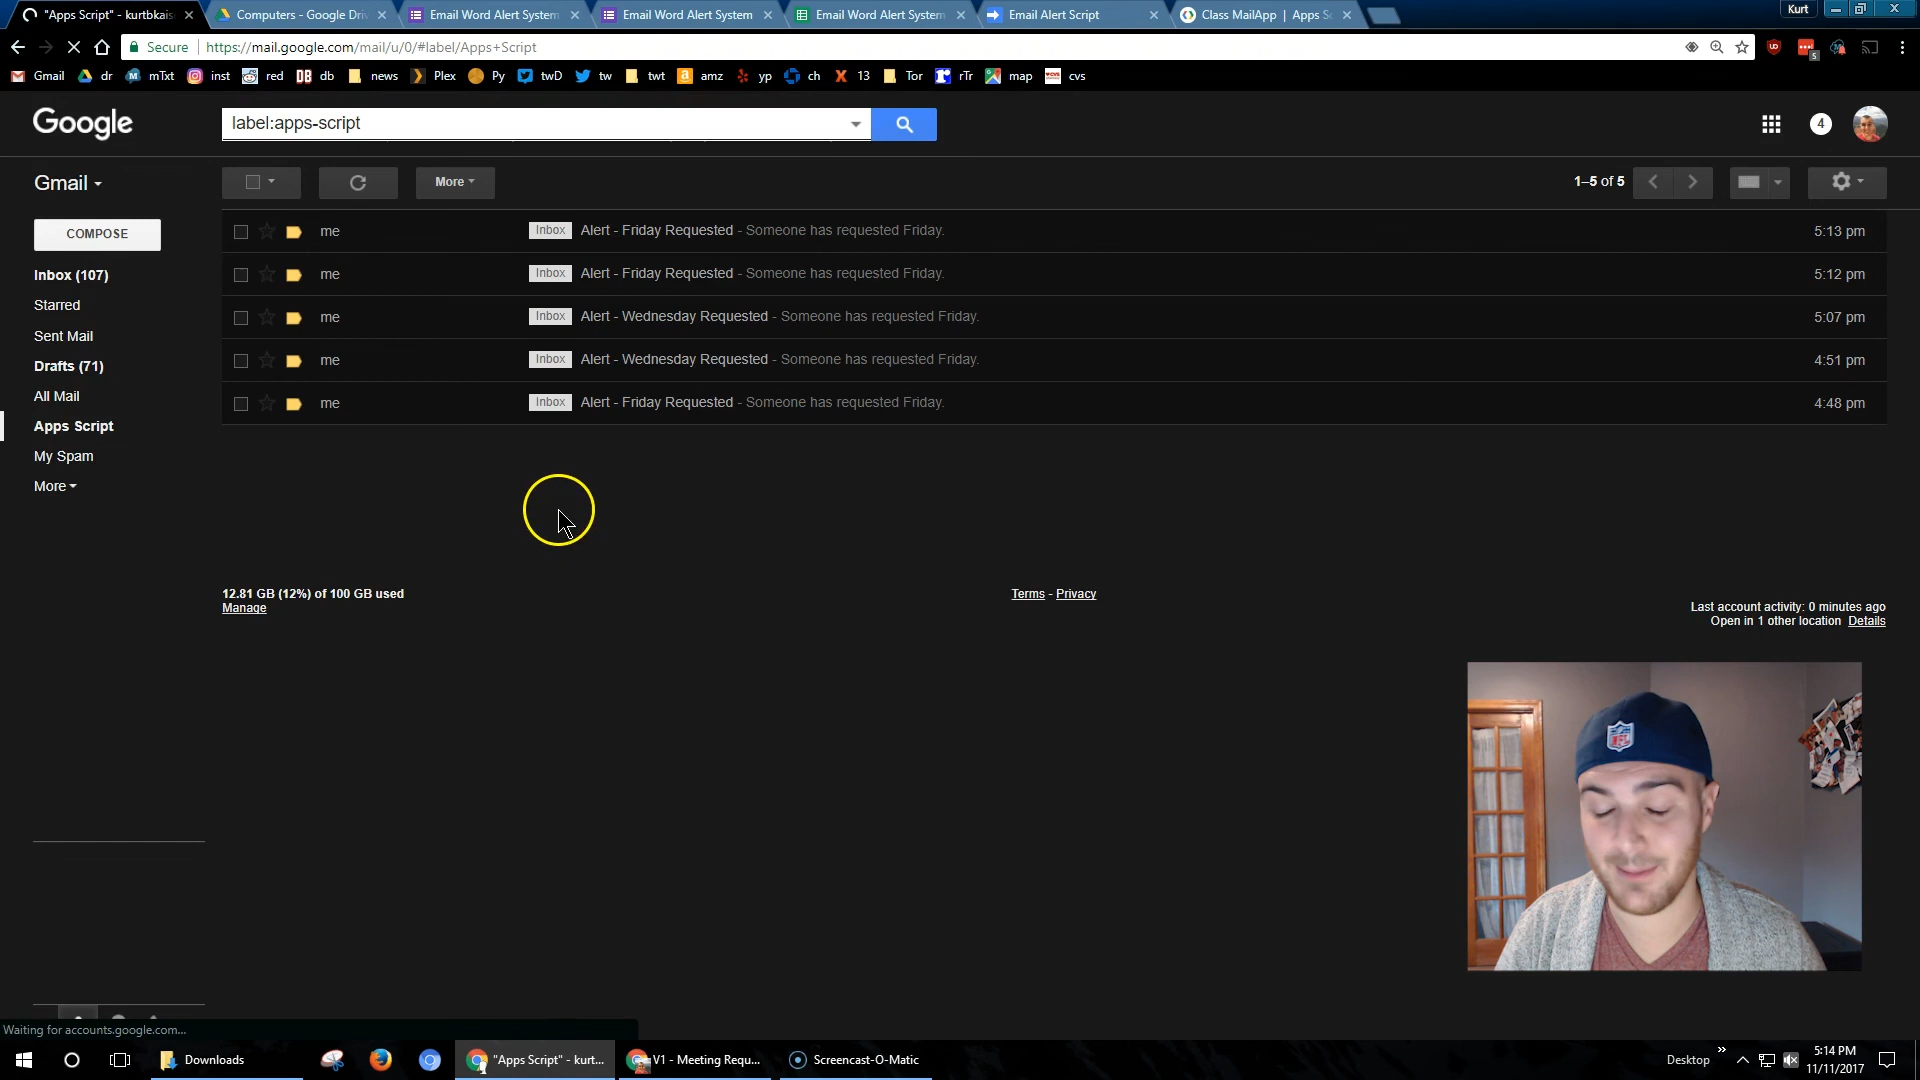 "Apps Script" - kurtbkais
Computers - Google Dri
Email Word Alert System
Email Word Alert System
Email Word Alert System
Email Alert Script
Class MailApp | Apps Sc
Kurt
Secure https://mail.google.com/mail/u/0/#label/Apps+Script
5
Gmail dr mTxt inst red db news Plex Py twD tw twt amz yp ch 13 Tor rTr map cvs
Google
label:apps-script
4
Gmail
More
1–5 of 5
COMPOSE
Inbox (107)
Starred
Sent Mail
Drafts (71)
All Mail
Apps Script
My Spam
More
me Inbox Alert - Friday Requested - Someone has requested Friday. 5:13 pm
me Inbox Alert - Friday Requested - Someone has requested Friday. 5:12 pm
me Inbox Alert - Wednesday Requested - Someone has requested Friday. 5:07 pm
me Inbox Alert - Wednesday Requested - Someone has requested Friday. 4:51 pm
me Inbox Alert - Friday Requested - Someone has requested Friday. 4:48 pm
12.81 GB (12%) of 100 GB used
Manage
Terms - Privacy
Last account activity: 0 minutes ago
Open in 1 other location Details
NFL
Waiting for accounts.google.com...
Downloads
"Apps Script" - kurt...
V1 - Meeting Requ...
Screencast-O-Matic
Desktop
5:14 PM
11/11/2017